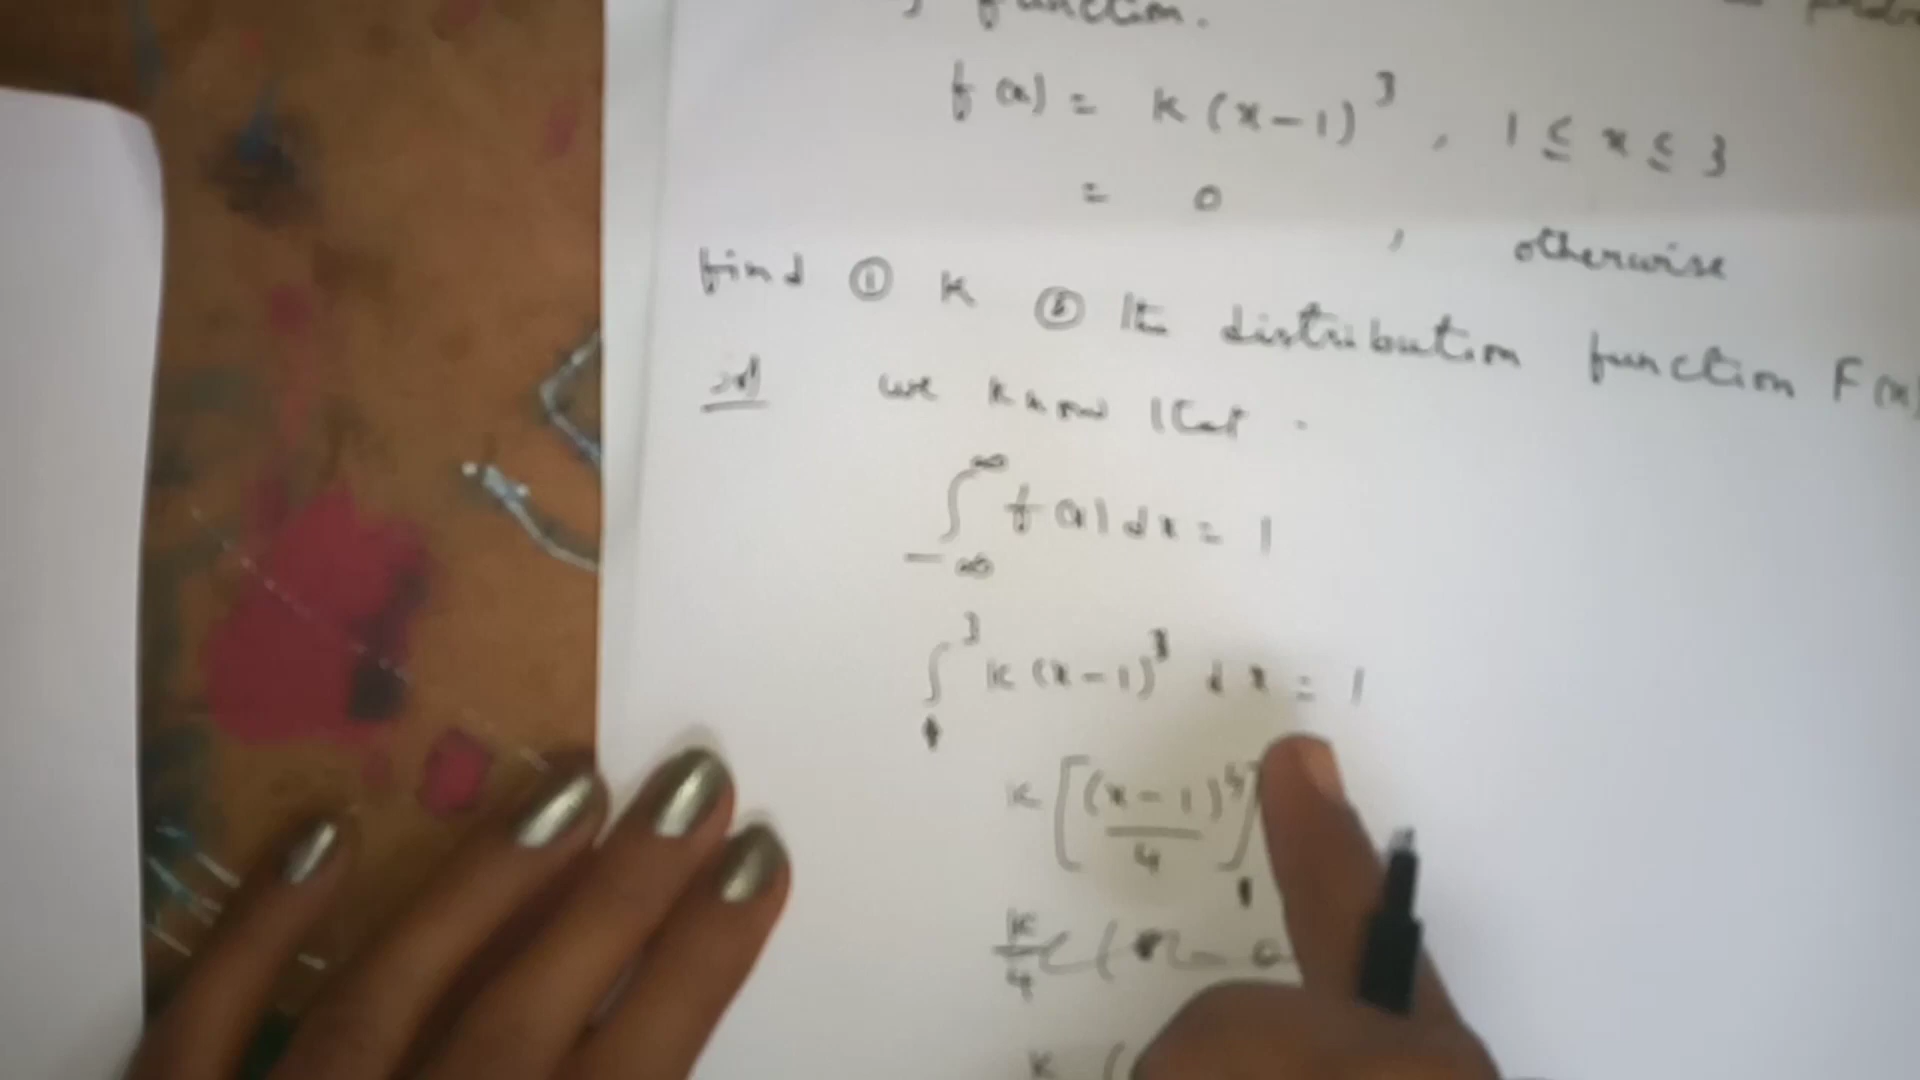 function.
f(x) = k(x-1)^3 , 1 ≤ x ≤ 3
= 0 , otherwise
find ① k ② the distribution function F(x)
sol we know that
∫_{-∞}^{∞} f(x) dx = 1
∫_1^3 k(x-1)^3 dx = 1
k[(x-1)^4/4]_1
k/4
k (